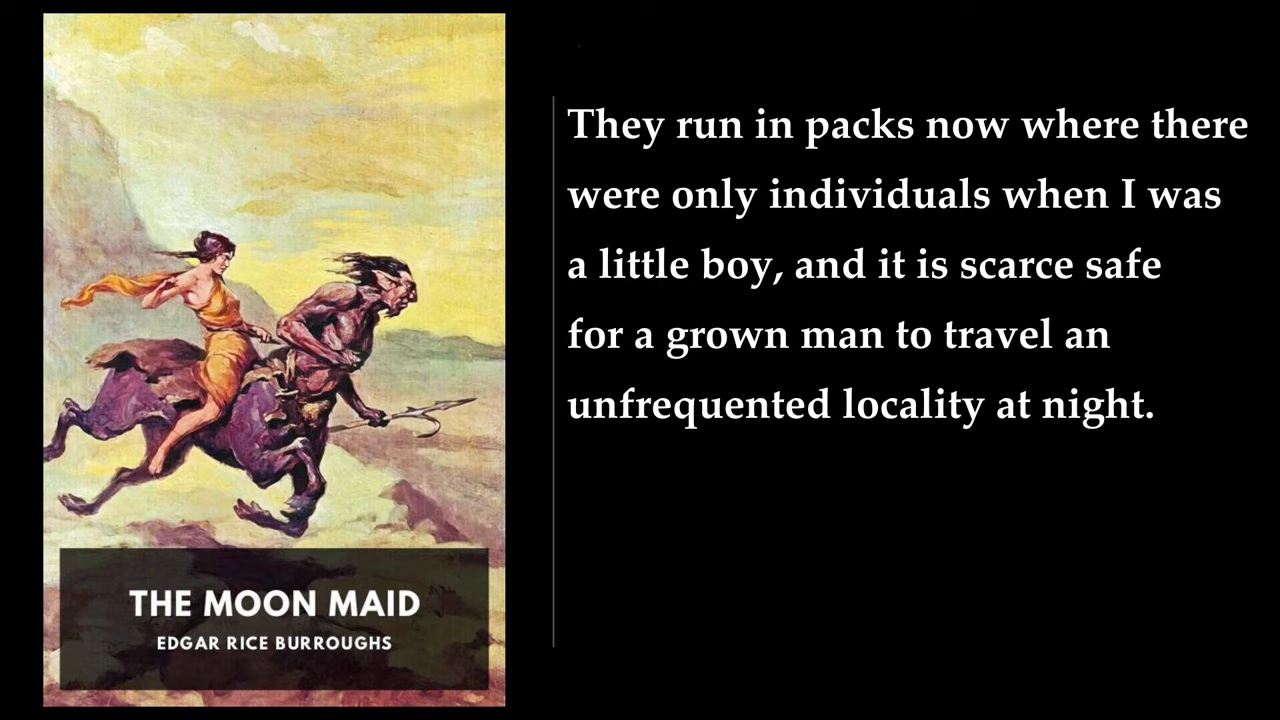 They run in packs now where there
were only individuals when I was
a little boy, and it is scarce safe
for a grown man to travel an
unfrequented locality at night.
THE MOON MAID
EDGAR RICE BURROUGHS